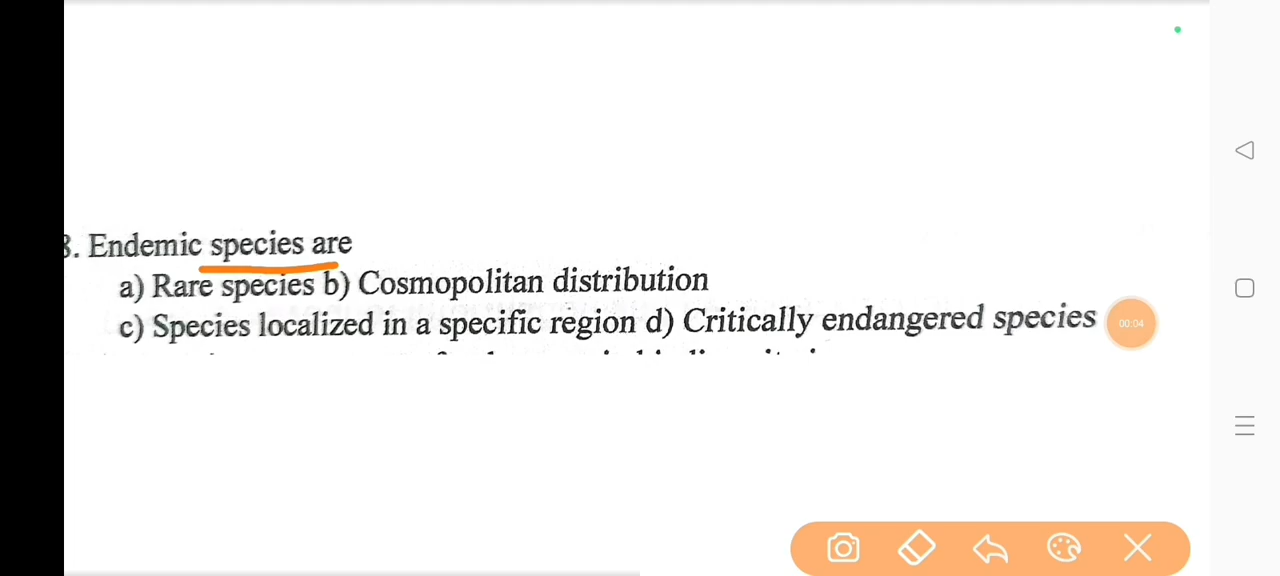 3. Endemic species are
a) Rare species b) Cosmopolitan distribution
c) Species localized in a specific region d) Critically endangered species
00:04